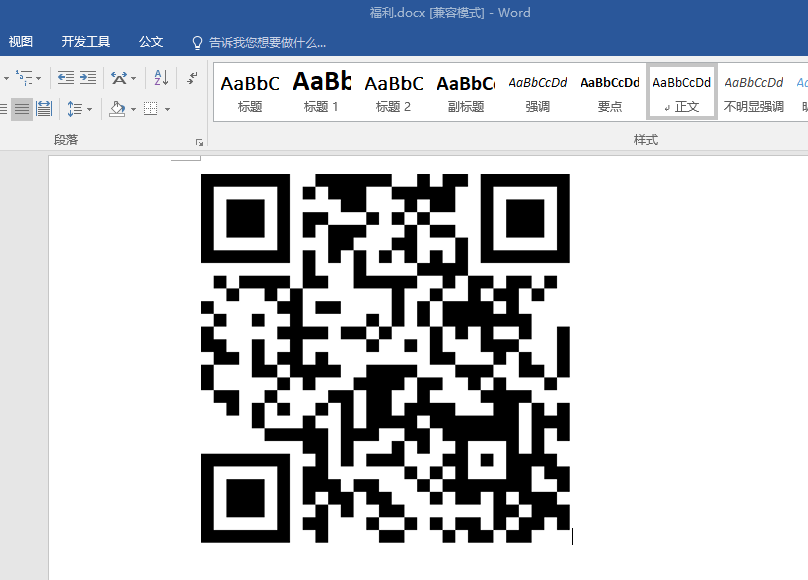 福利.docx [兼容模式] - Word
视图 开发工具 公文 告诉我您想要做什么...
AaBbC AaBb AaBbC AaBbC AaBbCcDd AaBbCcDd AaBbCcDd AaBbCcDd
标题 标题 1 标题 2 副标题 强调 要点 ↲ 正文 不明显强调
段落 样式